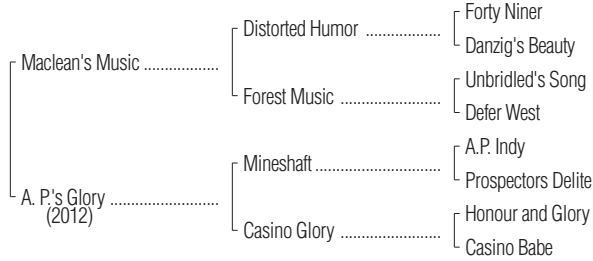 Forty Niner
Distorted Humor ..................
Danzig's Beauty
Maclean's Music ..................
Unbridled's Song
Forest Music ........................
Defer West
A.P. Indy
Mineshaft ..............................
Prospectors Delite
A. P.'s Glory ..........................
(2012)
Honour and Glory
Casino Glory ........................
Casino Babe